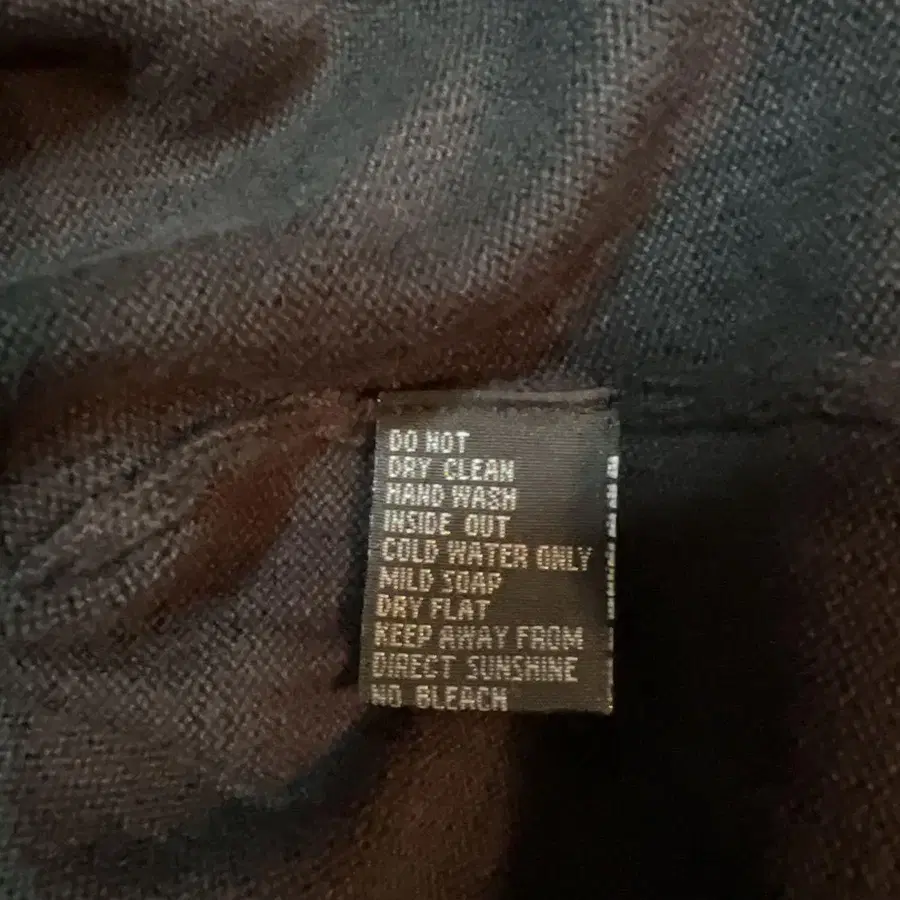 DO NOT
DRY CLEAN
HAND WASH
INSIDE OUT
COLD WATER ONLY
MILD SOAP
DRY FLAT
KEEP AWAY FROM
DIRECT SUNSHINE
NO BLEACH